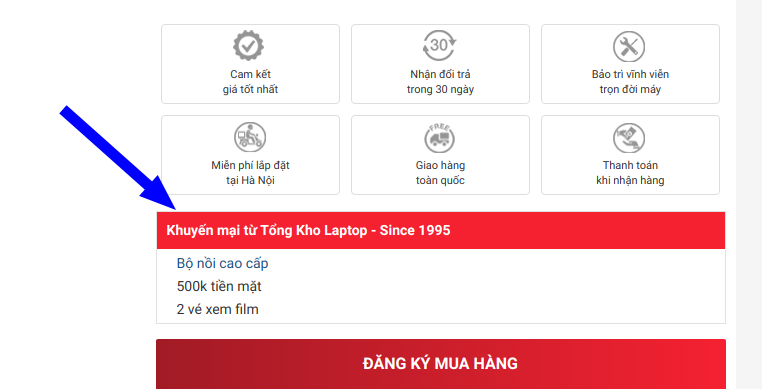 Cam kết
giá tốt nhất
30
Nhận đổi trả
trong 30 ngày
Bảo trì vĩnh viễn
trọn đời máy
Miễn phí lắp đặt
tại Hà Nội
FREE
Giao hàng
toàn quốc
Thanh toán
khi nhận hàng
Khuyến mại từ Tổng Kho Laptop - Since 1995
Bộ nồi cao cấp
500k tiền mặt
2 vé xem film
ĐĂNG KÝ MUA HÀNG